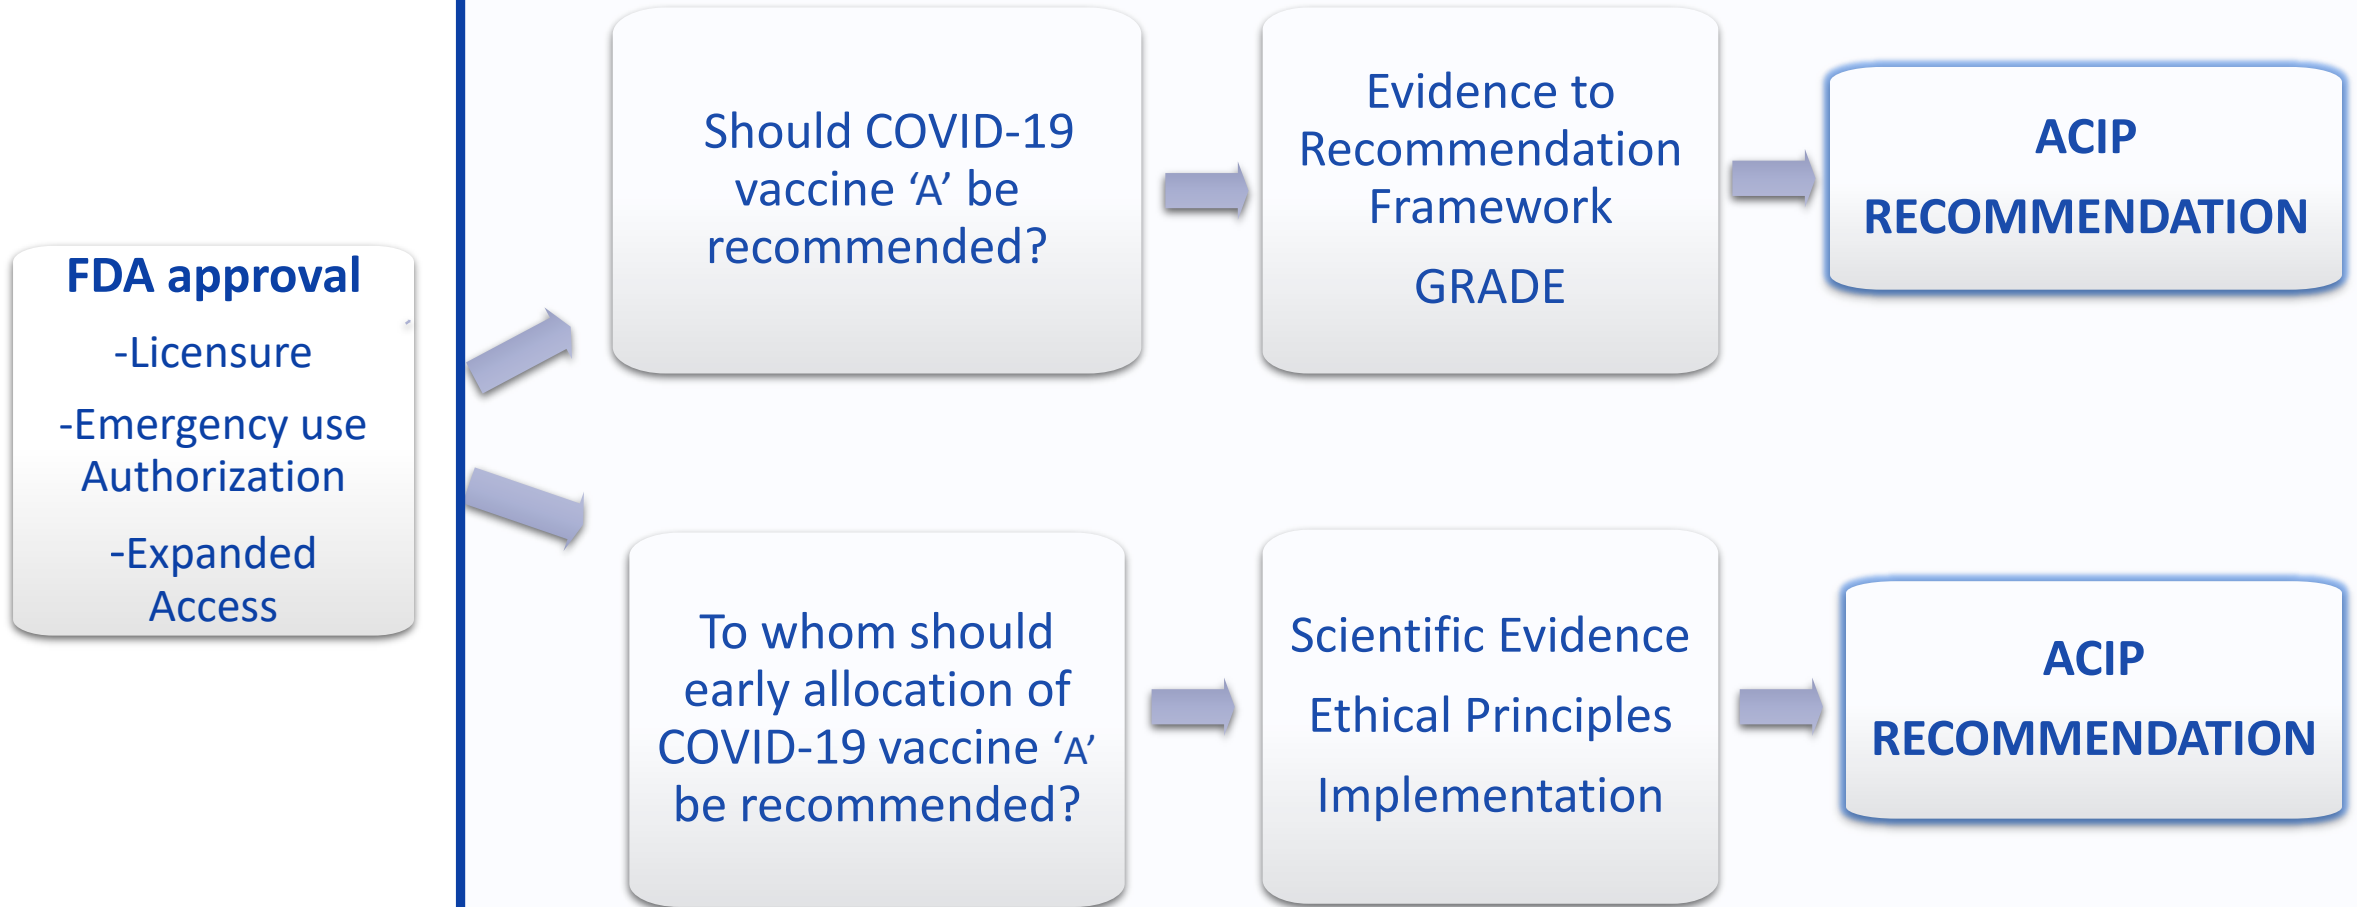 FDA approval
-Licensure
-Emergency use
Authorization
-Expanded
Access
Should COVID-19
vaccine ‘A’ be
recommended?
Evidence to
Recommendation
Framework
GRADE
ACIP
RECOMMENDATION
To whom should
early allocation of
COVID-19 vaccine ‘A’
be recommended?
Scientific Evidence
Ethical Principles
Implementation
ACIP
RECOMMENDATION